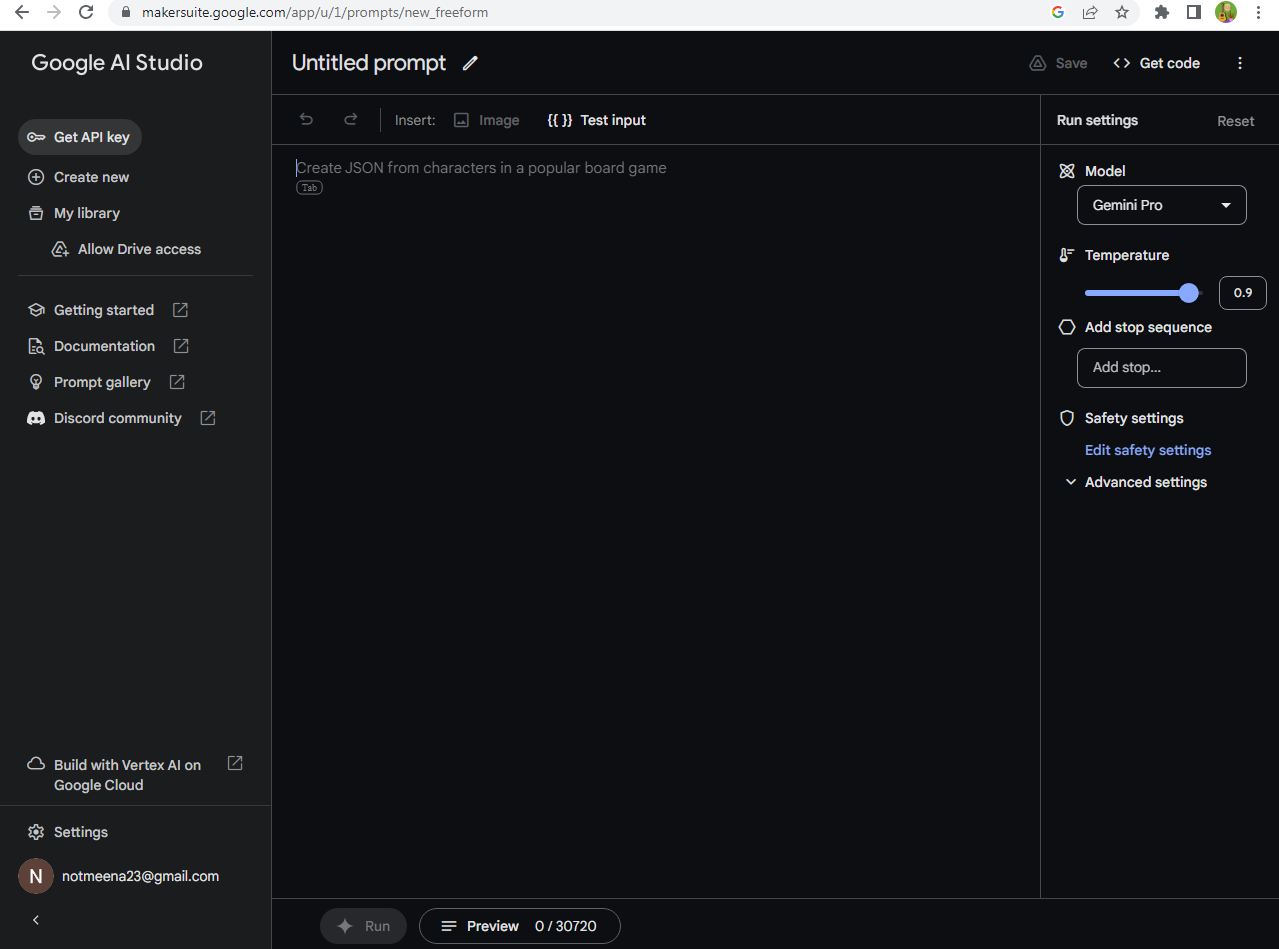 makersuite.google.com/app/u/1/prompts/new_freeform
Google AI Studio
Get API key
Create new
My library
Allow Drive access
Getting started
Documentation
Prompt gallery
Discord community
Build with Vertex AI on
Google Cloud
Settings
N notmeena23@gmail.com
Untitled prompt
Save
Get code
Insert: Image {{ }} Test input
Create JSON from characters in a popular board game
Tab
Run
Preview 0 / 30720
Run settings Reset
Model
Gemini Pro
Temperature
0.9
Add stop sequence
Add stop...
Safety settings
Edit safety settings
Advanced settings